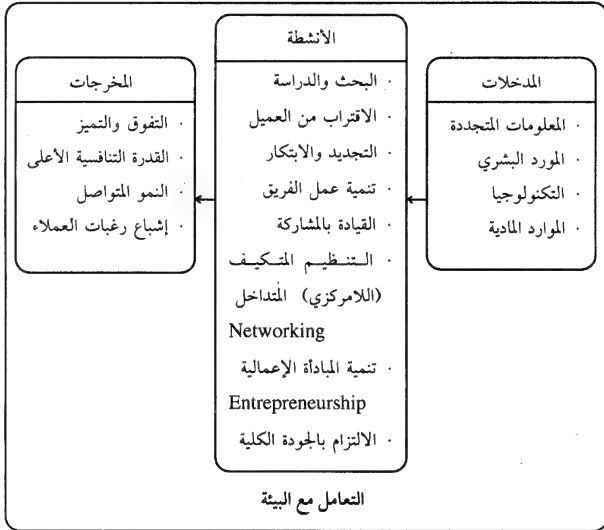 المدخلات
· المعلومات المتجددة
· المورد البشري
· التكنولوجيا
· الموارد المادية
الأنشطة
· البحث والدراسة
· الاقتراب من العميل
· التجديد والابتكار
· تنمية عمل الفريق
· القيادة بالمشاركة
· التنظيم المتكيف
(اللامركزي) المتداخل
Networking
· تنمية المبادأة الإعمالية
Entrepreneurship
· الالتزام بالجودة الكلية
المخرجات
· التفوق والتميز
· القدرة التنافسية الأعلى
· النمو المتواصل
· إشباع رغبات العملاء
التعامل مع البيئة